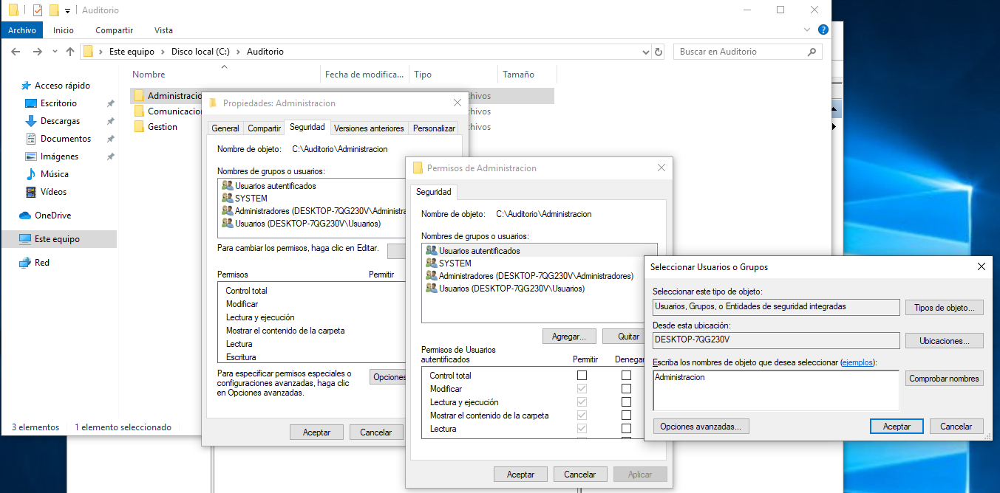 Auditorio
Archivo Inicio Compartir Vista
Este equipo Disco local (C:) Auditorio
Buscar en Auditorio
Nombre Fecha de modifica... Tipo Tamaño
Acceso rápido
Escritorio
Descargas
Documentos
Imágenes
Música
Vídeos
OneDrive
Este equipo
Red
Administracio chivos
Comunicacion chivos
Gestion chivos
3 elementos 1 elemento seleccionado
Propiedades: Administracion
General Compartir Seguridad Versiones anteriores Personalizar
Nombre de objeto: C:\Auditorio\Administracion
Nombres de grupos o usuarios:
Usuarios autentificados
SYSTEM
Administradores (DESKTOP-7QG230V\Administra
Usuarios (DESKTOP-7QG230V\Usuarios)
Para cambiar los permisos, haga clic en Editar.
Permisos Permitir
Control total
Modificar
Lectura y ejecución
Mostrar el contenido de la carpeta
Lectura
Escritura
Para especificar permisos especiales o
configuraciones avanzadas, haga clic
en Opciones avanzadas.
Opciones
Aceptar Cancelar
Permisos de Administracion
Seguridad
Nombre de objeto: C:\Auditorio\Administracion
Nombres de grupos o usuarios:
Usuarios autentificados
SYSTEM
Administradores (DESKTOP-7QG230V\Administradores)
Usuarios (DESKTOP-7QG230V\Usuarios)
Agregar... Quitar
Permisos de Usuarios
autentificados Permitir Denegar
Control total
Modificar
Lectura y ejecución
Mostrar el contenido de la carpeta
Lectura
Aceptar Cancelar Aplicar
Seleccionar Usuarios o Grupos
Seleccionar este tipo de objeto:
Usuarios, Grupos, o Entidades de seguridad integradas Tipos de objeto...
Desde esta ubicación:
DESKTOP-7QG230V Ubicaciones...
Escriba los nombres de objeto que desea seleccionar (ejemplos):
Administracion Comprobar nombres
Opciones avanzadas... Aceptar Cancelar